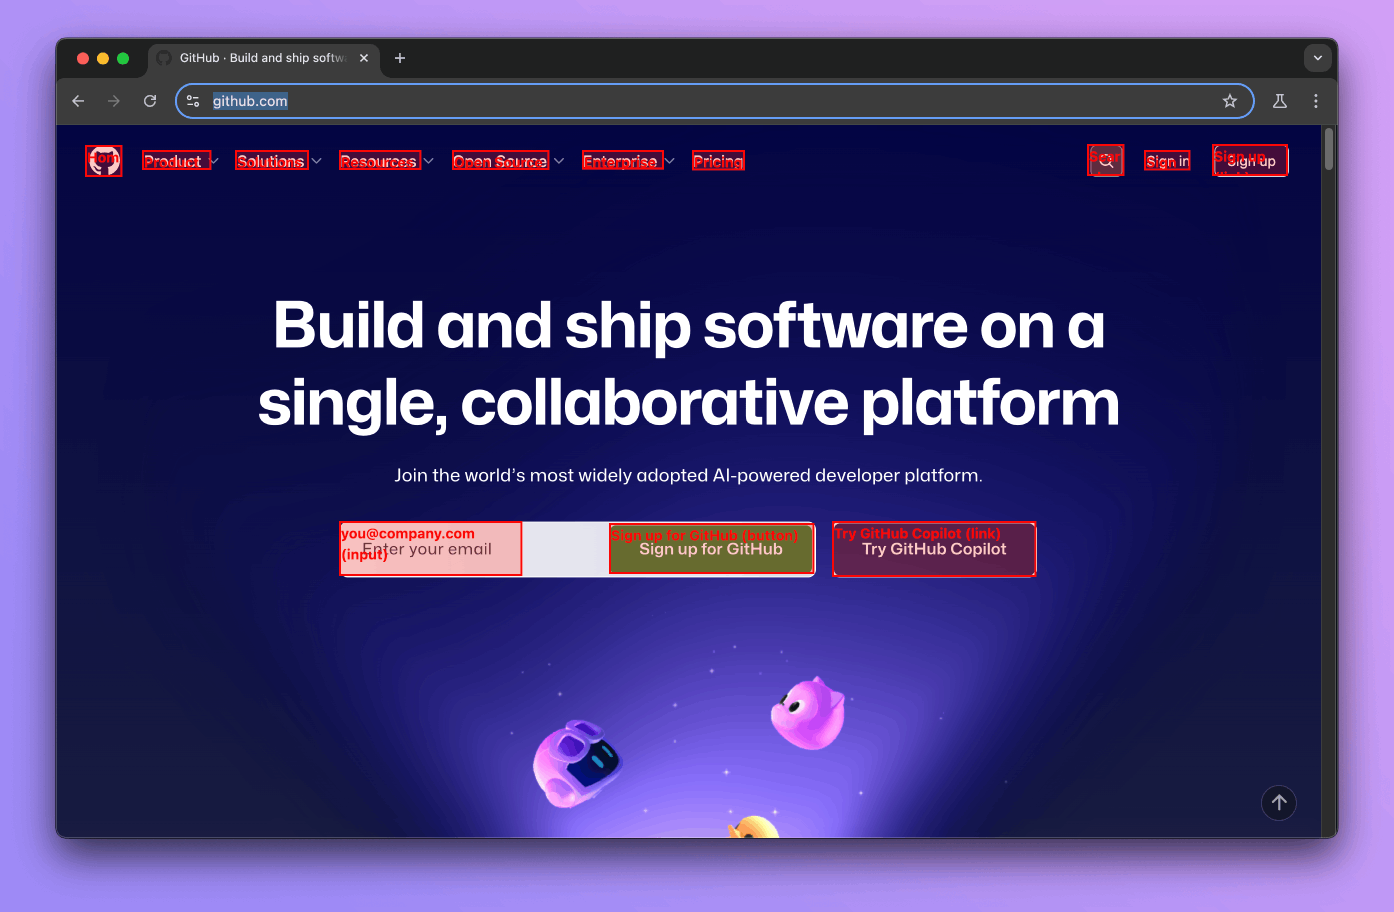 GitHub · Build and ship softw
github.com
Hom
Product
Solutions
Resources
Open Source
Enterprise
Pricing
Sign in
Sign up
Sign up
Build and ship software on a
single, collaborative platform
Join the world's most widely adopted AI-powered developer platform.
you@company.com
(input)
Enter your email
Sign up for GitHub (button)
Sign up for GitHub
Try GitHub Copilot (link)
Try GitHub Copilot